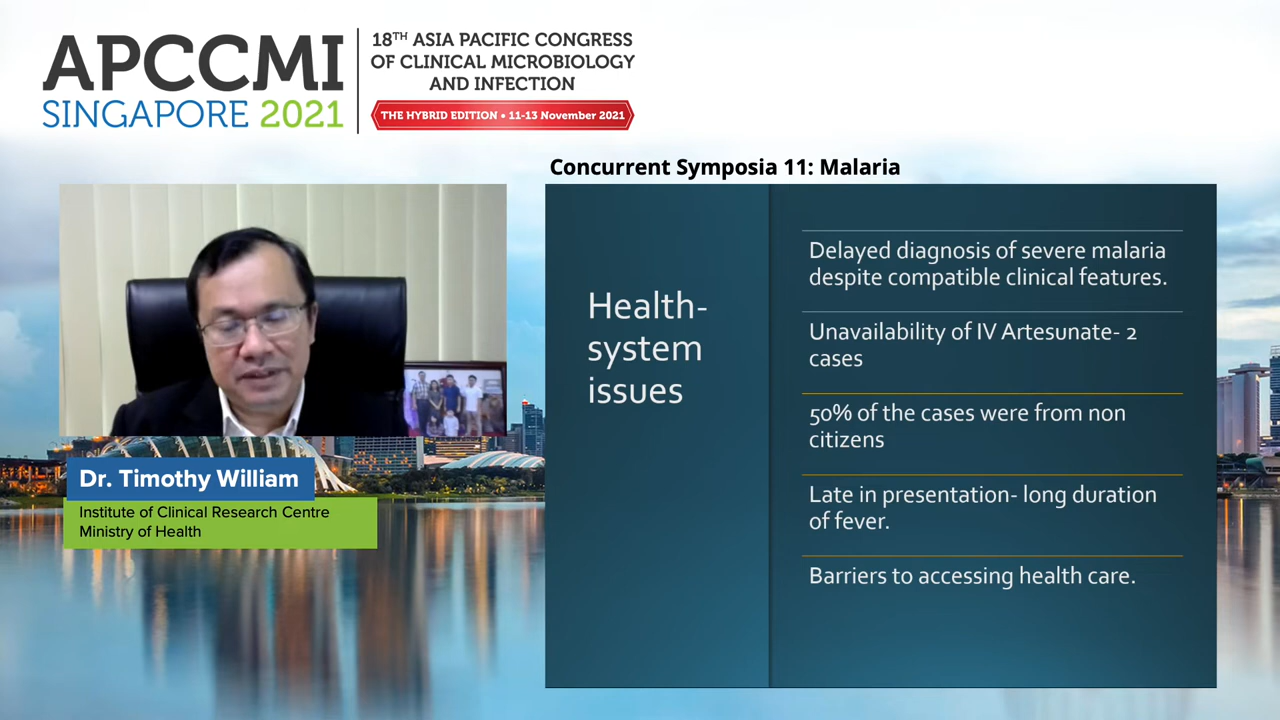 APCCMI
SINGAPORE 2021
18TH ASIA PACIFIC CONGRESS
OF CLINICAL MICROBIOLOGY
AND INFECTION
THE HYBRID EDITION • 11-13 November 2021
Concurrent Symposia 11: Malaria
Dr. Timothy William
Institute of Clinical Research Centre
Ministry of Health
Health-
system
issues
Delayed diagnosis of severe malaria
despite compatible clinical features.
Unavailability of IV Artesunate- 2
cases
50% of the cases were from non
citizens
Late in presentation- long duration
of fever.
Barriers to accessing health care.